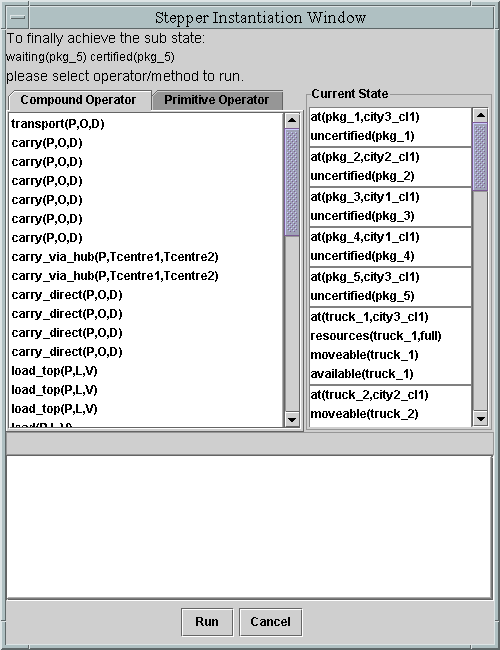 Stepper Instantiation Window
To finally achieve the sub state:
waiting(pkg_5) certified(pkg_5)
please select operator/method to run.
Compound Operator
Primitive Operator
transport(P,O,D)
carry(P,O,D)
carry(P,O,D)
carry(P,O,D)
carry(P,O,D)
carry(P,O,D)
carry(P,O,D)
carry_via_hub(P,Tcentre1,Tcentre2)
carry_via_hub(P,Tcentre1,Tcentre2)
carry_direct(P,O,D)
carry_direct(P,O,D)
carry_direct(P,O,D)
carry_direct(P,O,D)
load_top(P,L,V)
load_top(P,L,V)
load_top(P,L,V)
load(P,L,V)
Current State
at(pkg_1,city3_cl1)
uncertified(pkg_1)
at(pkg_2,city2_cl1)
uncertified(pkg_2)
at(pkg_3,city1_cl1)
uncertified(pkg_3)
at(pkg_4,city1_cl1)
uncertified(pkg_4)
at(pkg_5,city3_cl1)
uncertified(pkg_5)
at(truck_1,city3_cl1)
resources(truck_1,full)
moveable(truck_1)
available(truck_1)
at(truck_2,city2_cl1)
moveable(truck_2)
Run
Cancel